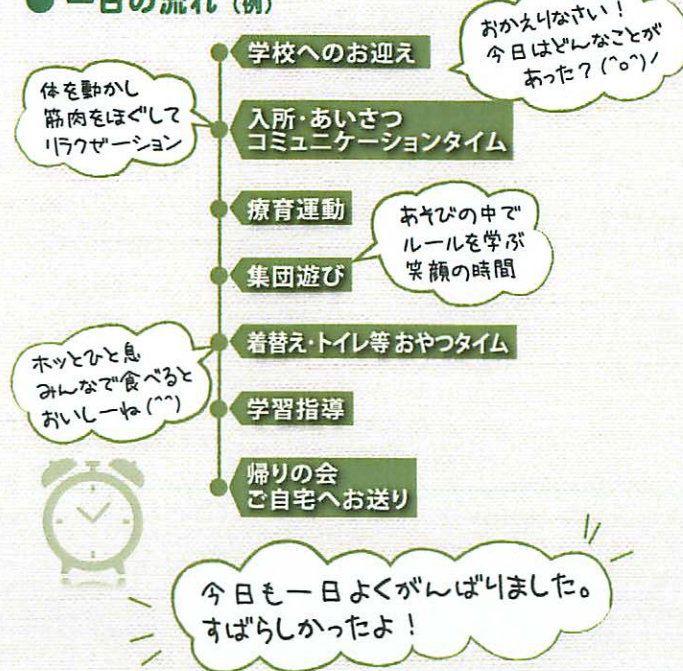 ● 一日の流れ（例）
おかえりなさい！
今日はどんなことが
あった？(^o^)/
学校へのお迎え
体を動かし
筋肉をほぐして
リラクゼーション
入所・あいさつ
コミュニケーションタイム
療育運動
あそびの中で
ルールを学ぶ
笑顔の時間
集団遊び
着替え・トイレ等 おやつタイム
ホッとひと息
みんなで食べると
おいしーね(^^)
学習指導
帰りの会
ご自宅へお送り
今日も一日よくがんばりました。
すばらしかったよ！